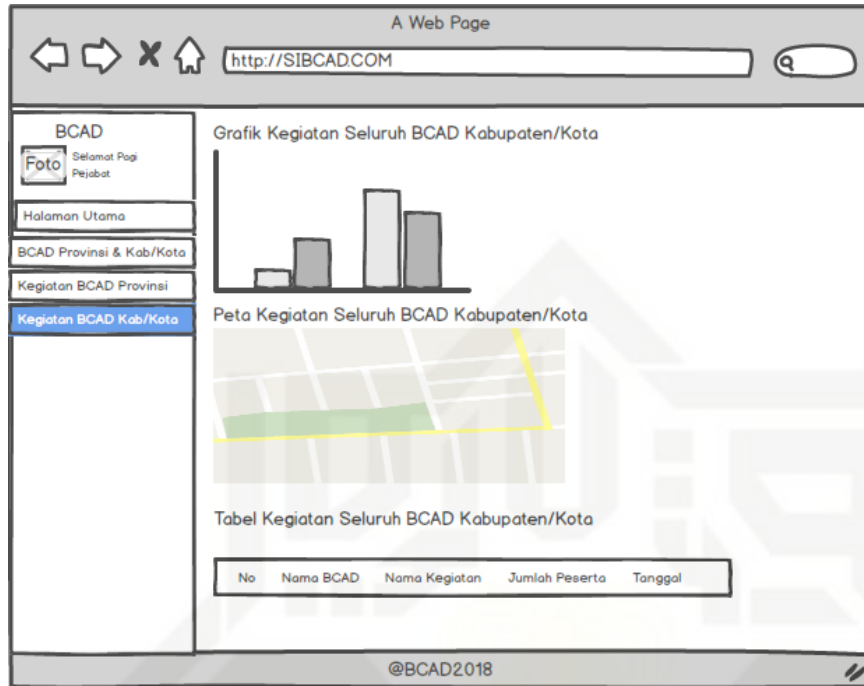 A Web Page
http://SIBCAD.COM
BCAD
Foto
Selamat Pagi
Pejabat
Halaman Utama
BCAD Provinsi & Kab/Kota
Kegiatan BCAD Provinsi
Kegiatan BCAD Kab/Kota
Grafik Kegiatan Seluruh BCAD Kabupaten/Kota
Peta Kegiatan Seluruh BCAD Kabupaten/Kota
Tabel Kegiatan Seluruh BCAD Kabupaten/Kota
No Nama BCAD Nama Kegiatan Jumlah Peserta Tanggal
@BCAD2018